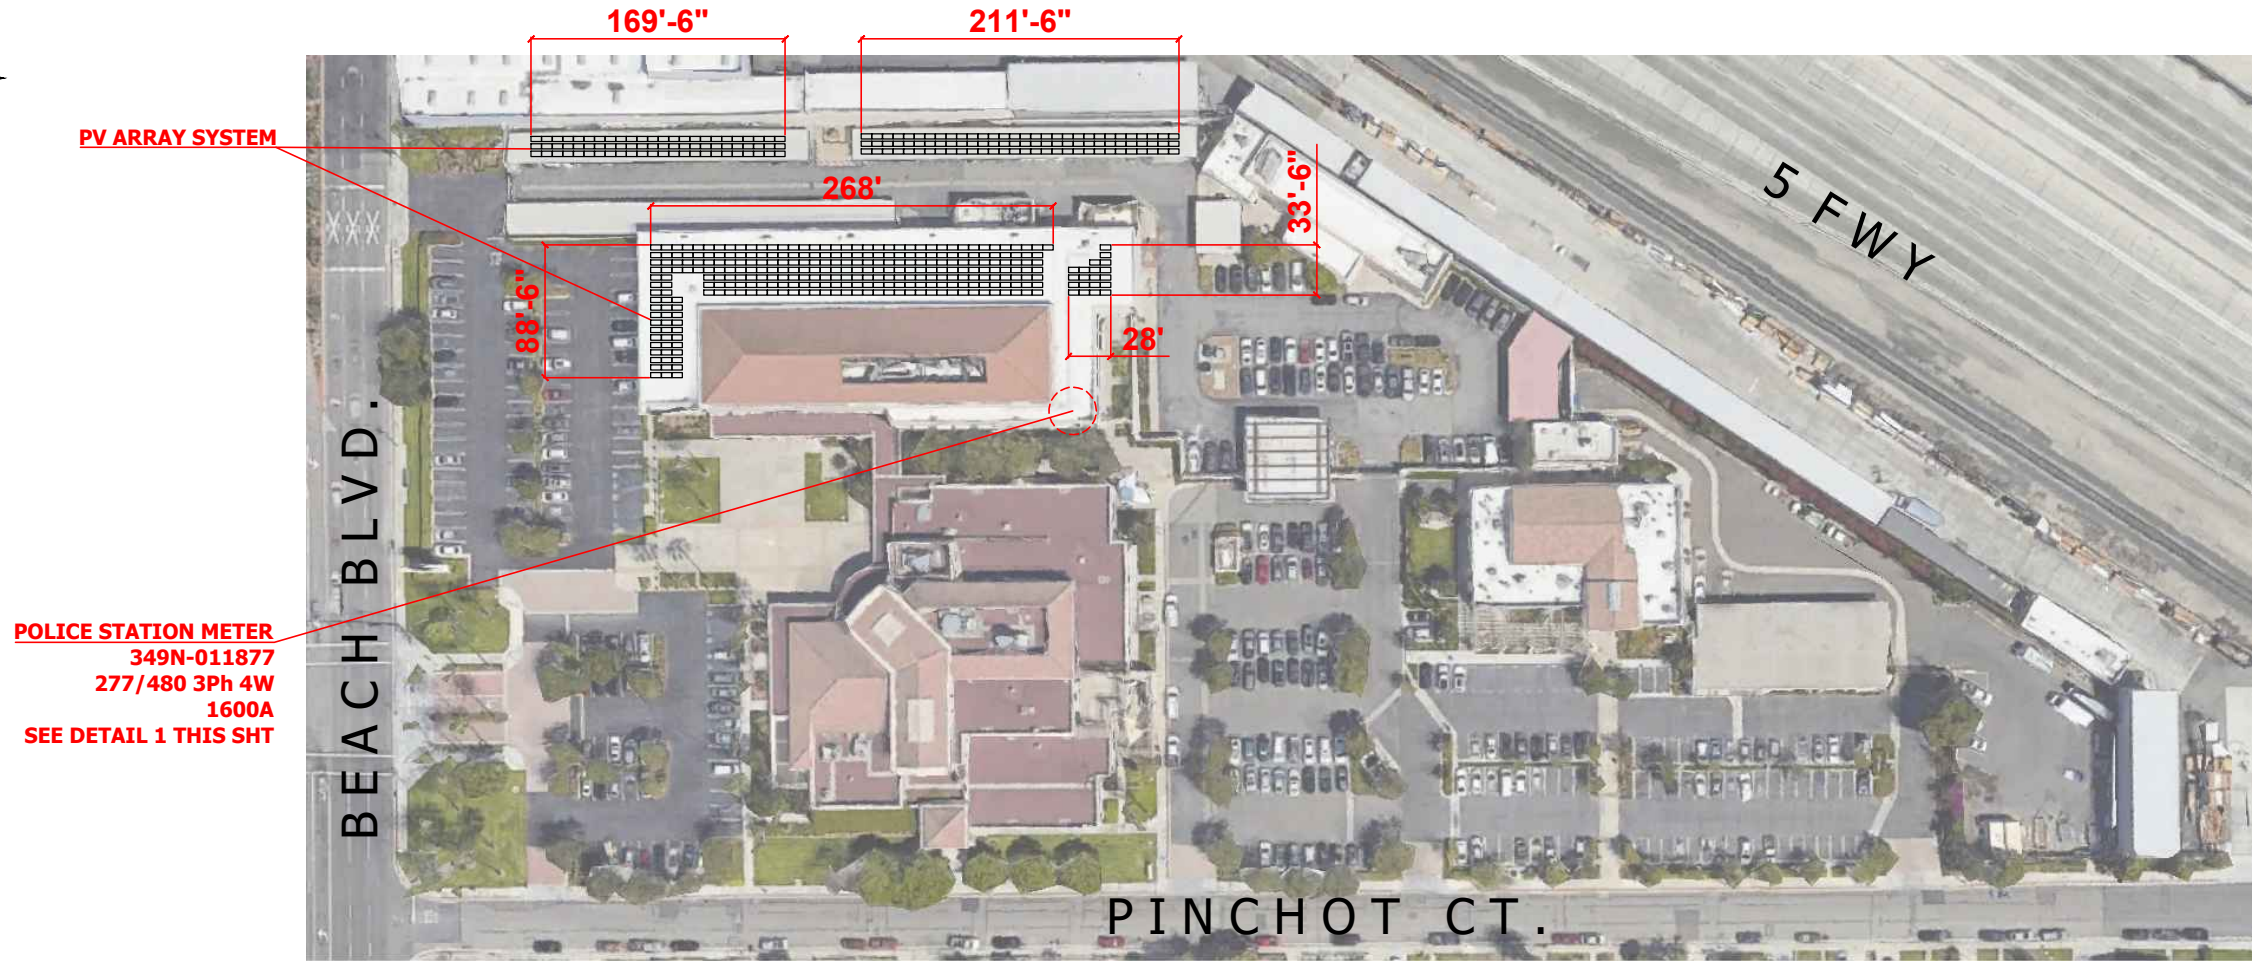 169'-6"
211'-6"
PV ARRAY SYSTEM
268'
33'-6"
88'-6"
28'
5 FWY
BEACH BLVD.
POLICE STATION METER
349N-011877
277/480 3Ph 4W
1600A
SEE DETAIL 1 THIS SHT
PINCHOT CT.